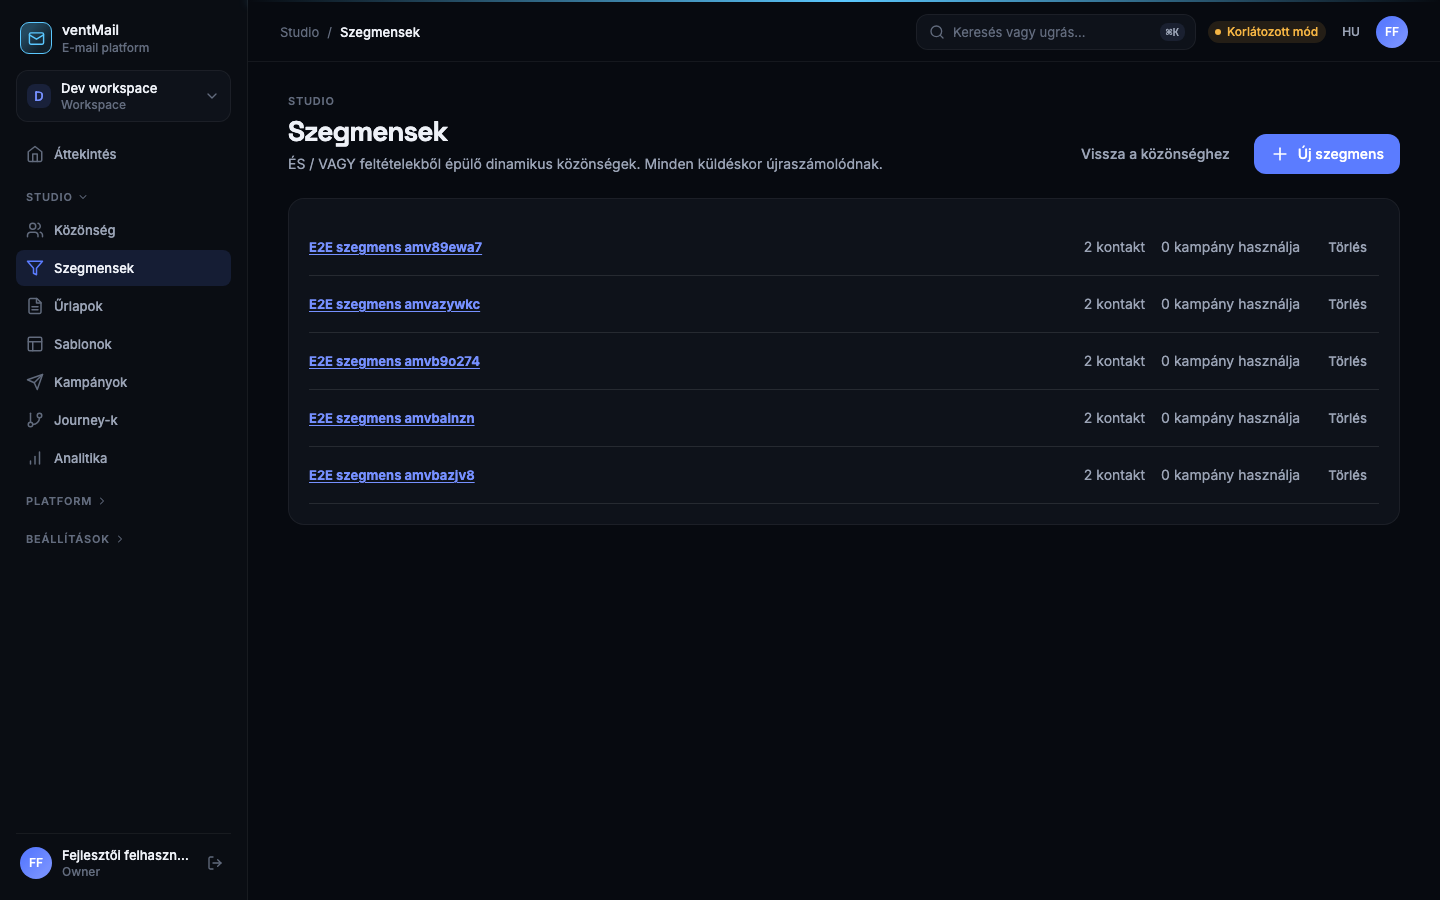 ventMail
E-mail platform
D
Dev workspace
Workspace
Áttekintés
STUDIO
Közönség
Szegmensek
Űrlapok
Sablonok
Kampányok
Journey-k
Analitika
PLATFORM
BEÁLLÍTÁSOK
FF
Fejlesztői felhaszn...
Owner
Studio / Szegmensek
Keresés vagy ugrás... ⌘K
Korlátozott mód
HU
FF
STUDIO
Szegmensek
ÉS / VAGY feltételekből épülő dinamikus közönségek. Minden küldéskor újraszámolódnak.
Vissza a közönséghez
Új szegmens
E2E szegmens amv89ewa7 2 kontakt 0 kampány használja Törlés
E2E szegmens amvazywkc 2 kontakt 0 kampány használja Törlés
E2E szegmens amvb9o274 2 kontakt 0 kampány használja Törlés
E2E szegmens amvbainzn 2 kontakt 0 kampány használja Törlés
E2E szegmens amvbazjv8 2 kontakt 0 kampány használja Törlés